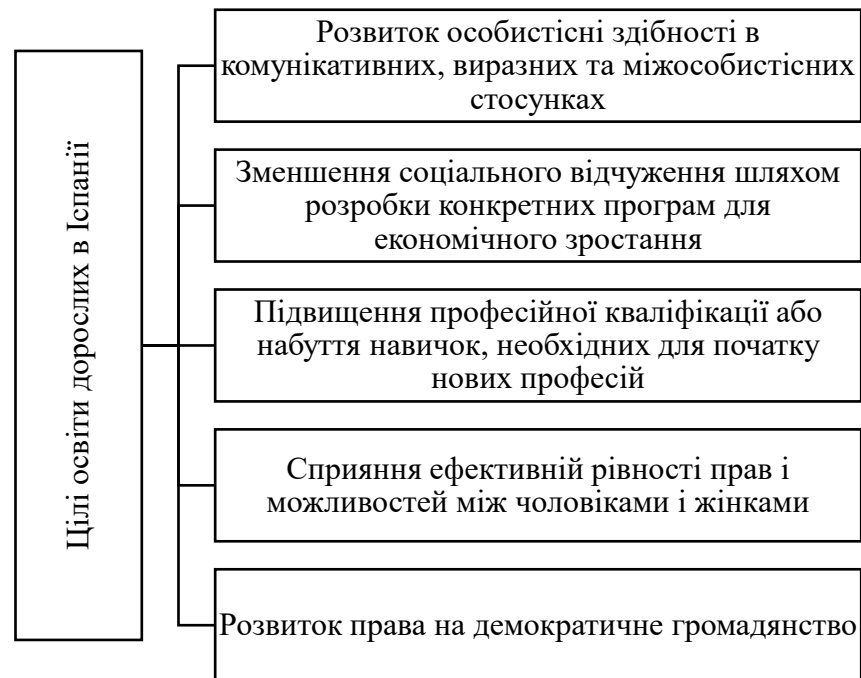 Цілі освіти дорослих в Іспанії
Розвиток особистісні здібності в
комунікативних, виразних та міжособистісних
стосунках
Зменшення соціального відчуження шляхом
розробки конкретних програм для
економічного зростання
Підвищення професійної кваліфікації або
набуття навичок, необхідних для початку
нових професій
Сприяння ефективній рівності прав і
можливостей між чоловіками і жінками
Розвиток права на демократичне громадянство